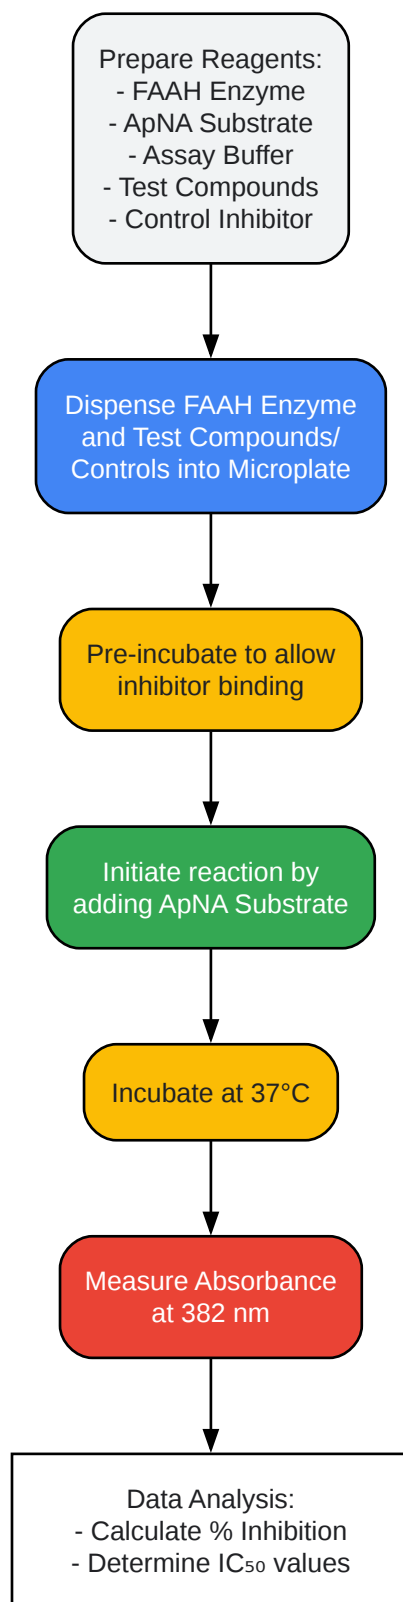 Prepare Reagents:
- FAAH Enzyme
- ApNA Substrate
- Assay Buffer
- Test Compounds
- Control Inhibitor
Dispense FAAH Enzyme
and Test Compounds/
Controls into Microplate
Pre-incubate to allow
inhibitor binding
Initiate reaction by
adding ApNA Substrate
Incubate at 37°C
Measure Absorbance
at 382 nm
Data Analysis:
- Calculate % Inhibition
- Determine IC₅₀ values